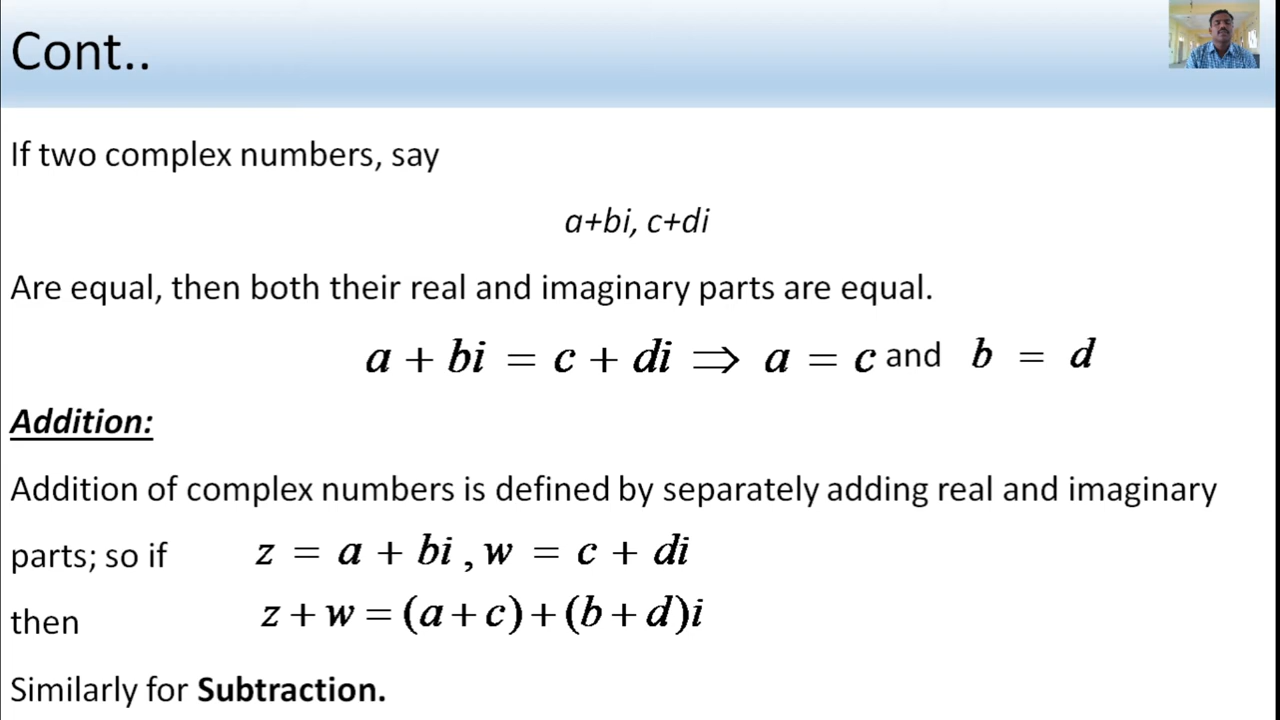 Cont..
If two complex numbers, say
a+bi, c+di
Are equal, then both their real and imaginary parts are equal.
a + bi = c + di ⇒ a = c and b = d
Addition:
Addition of complex numbers is defined by separately adding real and imaginary
parts; so if z = a + bi , w = c + di
then z + w = (a + c) + (b + d)i
Similarly for Subtraction.